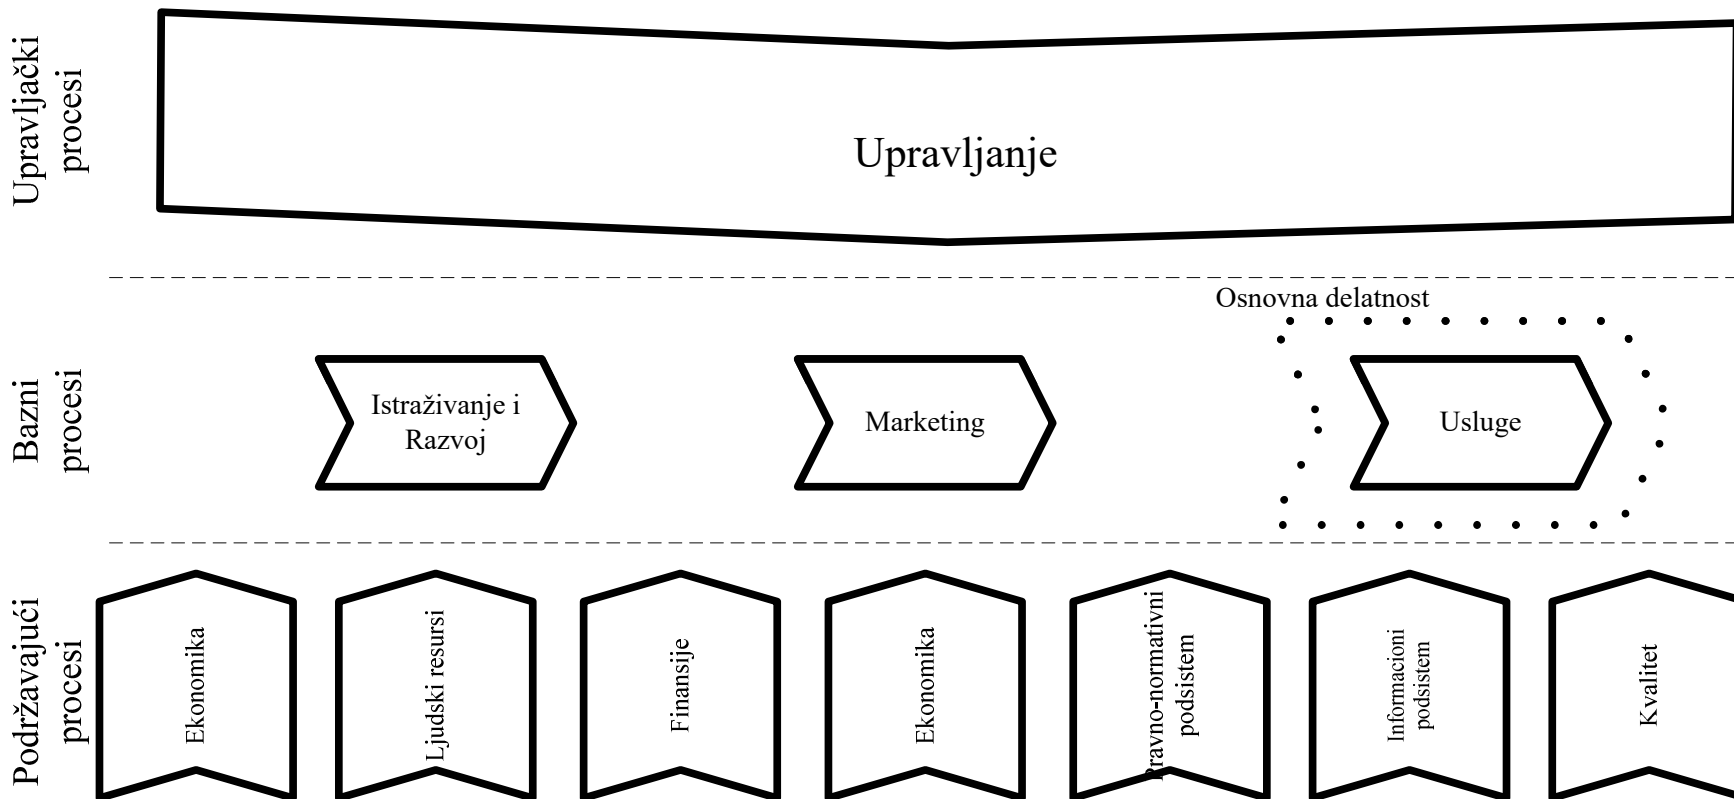 Upravljački
procesi
Upravljanje
Osnovna delatnost
Bazni
procesi
Istraživanje i
Razvoj
Marketing
Usluge
Podržavajući
procesi
Ekonomika
Ljudski resursi
Finansije
Ekonomika
Pravno-normativni
podsistem
Informacioni
podsistem
Kvalitet